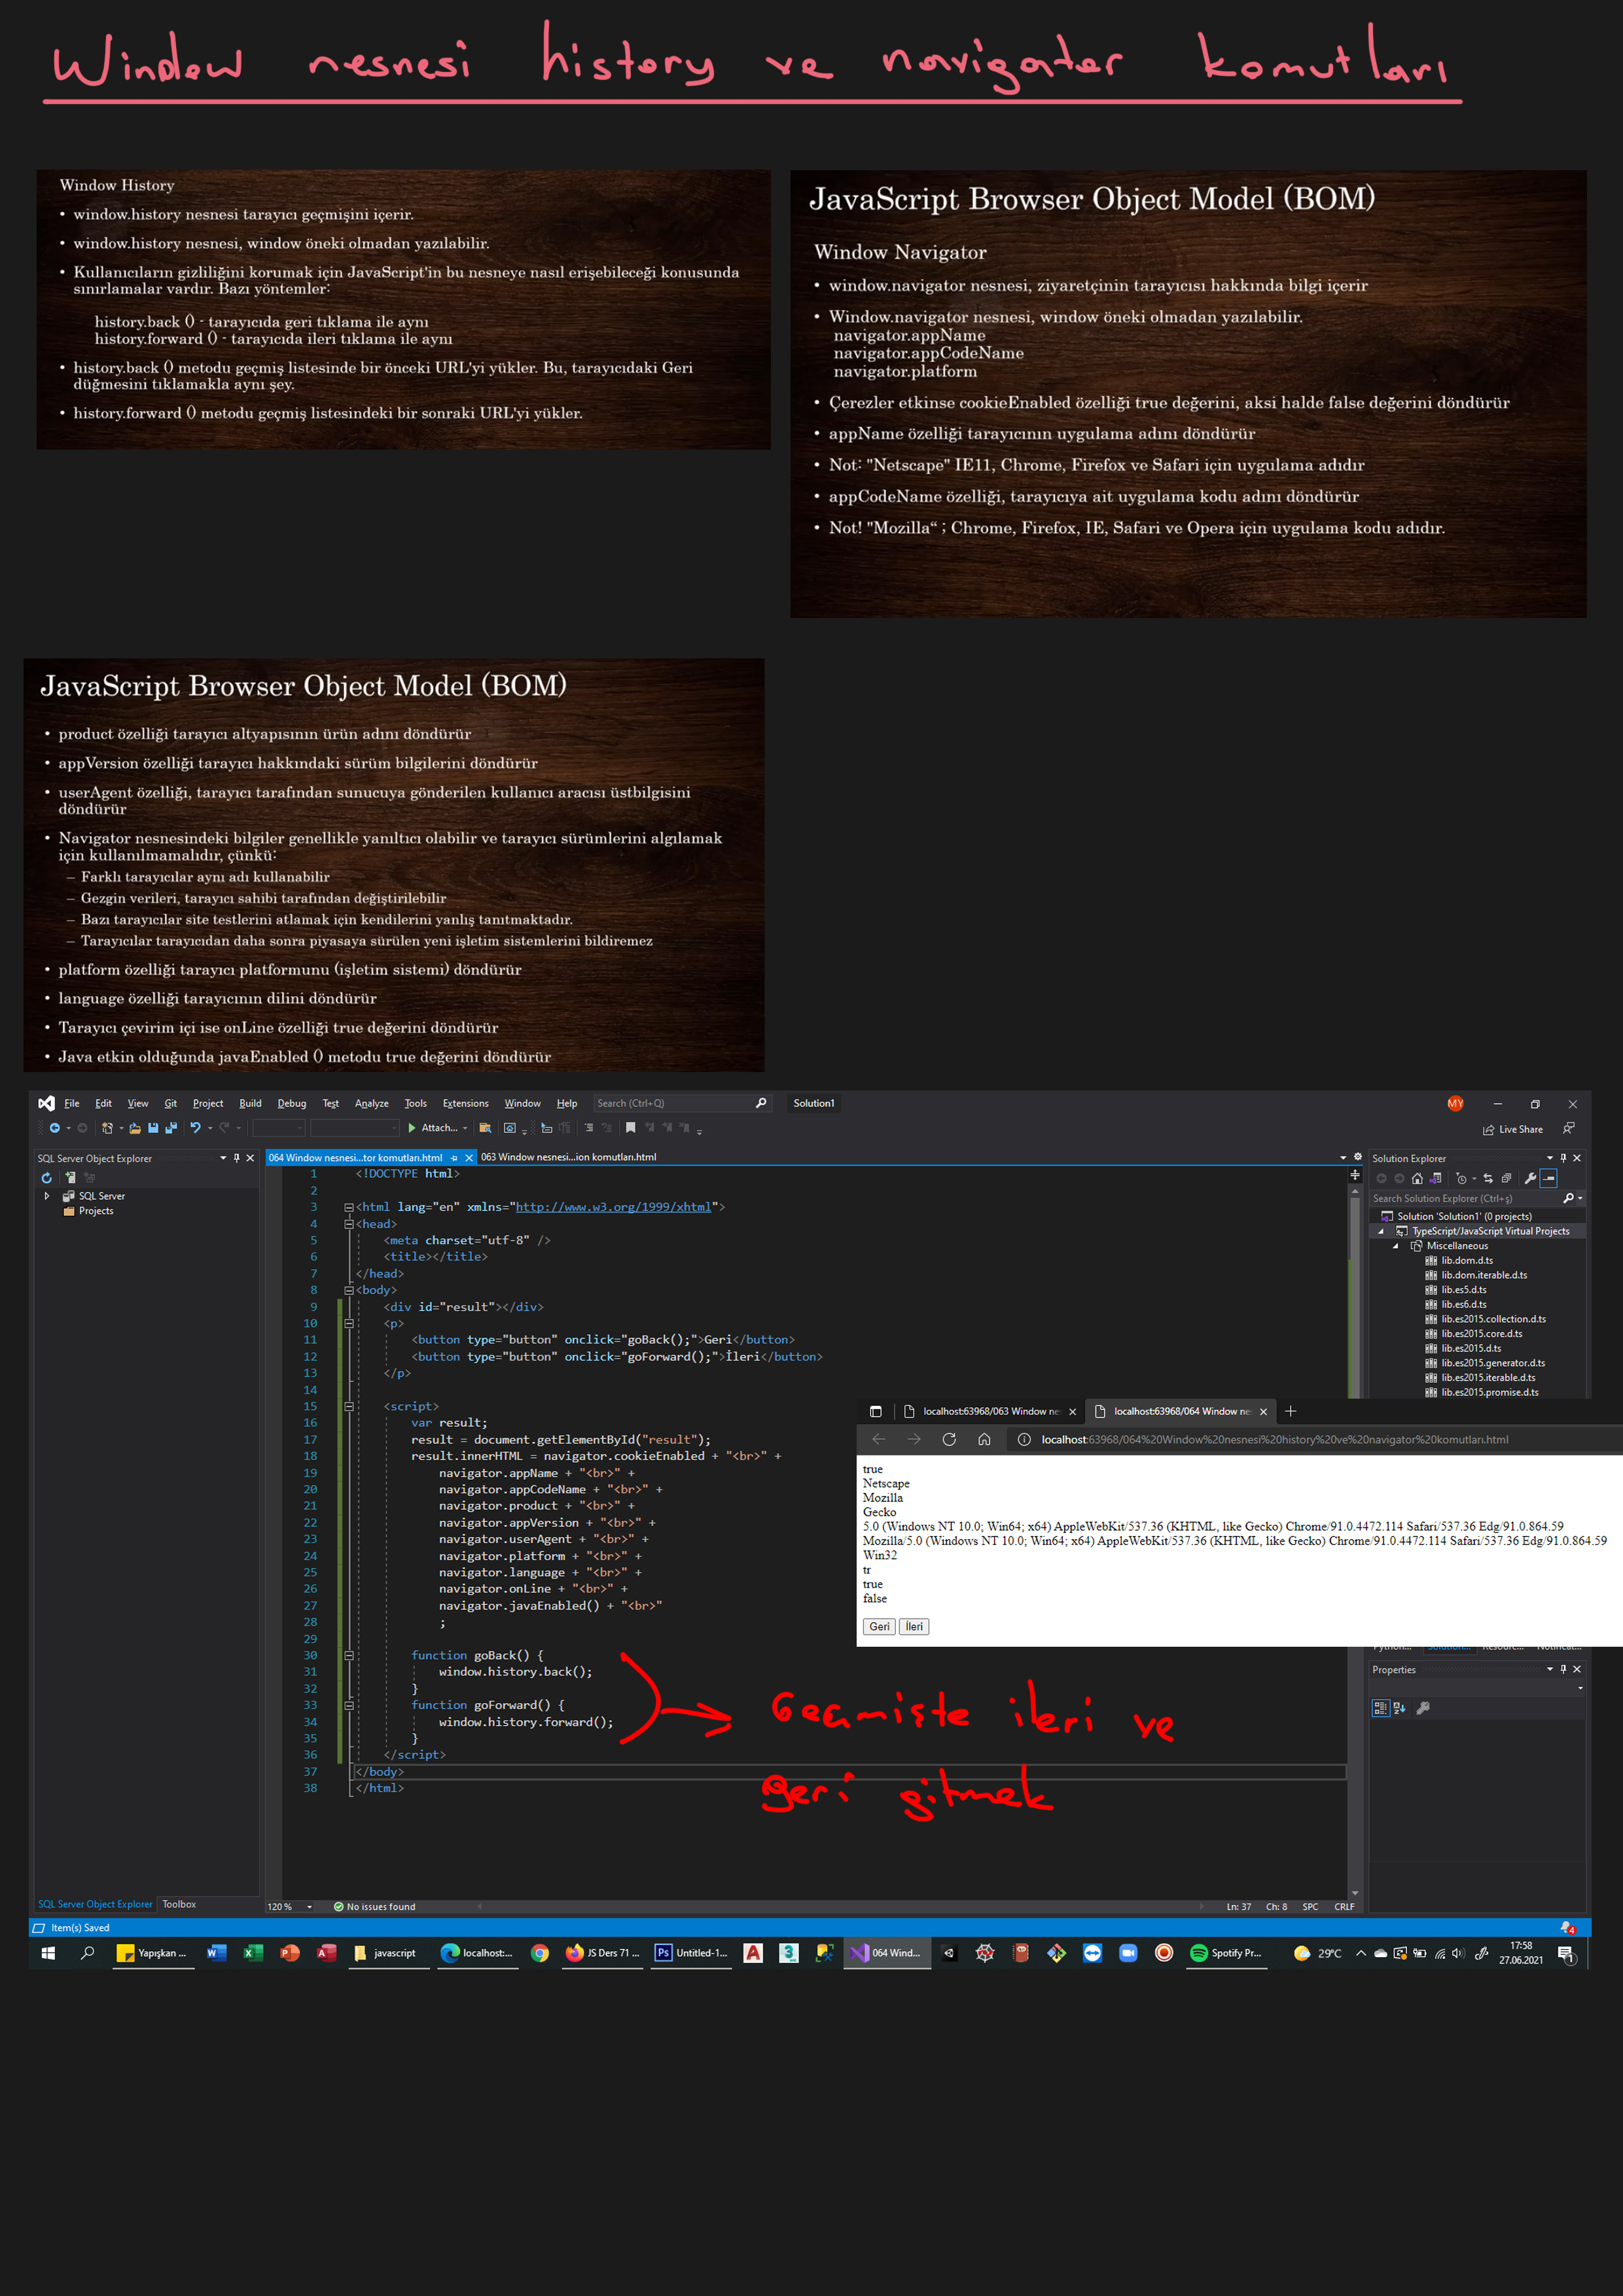 Window nesnesi history ve navigator komutları
Window History
• window.history nesnesi tarayıcı geçmişini içerir.
• window.history nesnesi, window öneki olmadan yazılabilir.
• Kullanıcıların gizliliğini korumak için JavaScript'in bu nesneye nasıl erişebileceği konusunda
sınırlamalar vardır. Bazı yöntemler:
history.back () - tarayıcıda geri tıklama ile aynı
history.forward () - tarayıcıda ileri tıklama ile aynı
• history.back () metodu geçmiş listesinde bir önceki URL'yi yükler. Bu, tarayıcıdaki Geri
düğmesini tıklamakla aynı şey.
• history.forward () metodu geçmiş listesindeki bir sonraki URL'yi yükler.
JavaScript Browser Object Model (BOM)
Window Navigator
• window.navigator nesnesi, ziyaretçinin tarayıcısı hakkında bilgi içerir
• Window.navigator nesnesi, window öneki olmadan yazılabilir.
navigator.appName
navigator.appCodeName
navigator.platform
• Çerezler etkinse cookieEnabled özelliği true değerini, aksi halde false değerini döndürür
• appName özelliği tarayıcının uygulama adını döndürür
• Not: "Netscape" IE11, Chrome, Firefox ve Safari için uygulama adıdır
• appCodeName özelliği, tarayıcıya ait uygulama kodu adını döndürür
• Not! "Mozilla“ ; Chrome, Firefox, IE, Safari ve Opera için uygulama kodu adıdır.
JavaScript Browser Object Model (BOM)
• product özelliği tarayıcı altyapısının ürün adını döndürür
• appVersion özelliği tarayıcı hakkındaki sürüm bilgilerini döndürür
• userAgent özelliği, tarayıcı tarafından sunucuya gönderilen kullanıcı aracısı üstbilgisini
döndürür
• Navigator nesnesindeki bilgiler genellikle yanıltıcı olabilir ve tarayıcı sürümlerini algılamak
için kullanılmamalıdır, çünkü:
– Farklı tarayıcılar aynı adı kullanabilir
– Gezgin verileri, tarayıcı sahibi tarafından değiştirilebilir
– Bazı tarayıcılar site testlerini atlamak için kendilerini yanlış tanıtmaktadır.
– Tarayıcılar tarayıcıdan daha sonra piyasaya sürülen yeni işletim sistemlerini bildiremez
• platform özelliği tarayıcı platformunu (işletim sistemi) döndürür
• language özelliği tarayıcının dilini döndürür
• Tarayıcı çevirim içi ise onLine özelliği true değerini döndürür
• Java etkin olduğunda javaEnabled () metodu true değerini döndürür
File Edit View Git Project Build Debug Test Analyze Tools Extensions Window Help Search (Ctrl+Q) Solution1 MY
Attach... Live Share
SQL Server Object Explorer
SQL Server
Projects
064 Window nesnesi...tor komutları.html 063 Window nesnesi...ion komutları.html
1 <!DOCTYPE html>
2
3 <html lang="en" xmlns="http://www.w3.org/1999/xhtml">
4 <head>
5 <meta charset="utf-8" />
6 <title></title>
7 </head>
8 <body>
9 <div id="result"></div>
10 <p>
11 <button type="button" onclick="goBack();">Geri</button>
12 <button type="button" onclick="goForward();">İleri</button>
13 </p>
14
15 <script>
16 var result;
17 result = document.getElementById("result");
18 result.innerHTML = navigator.cookieEnabled + "<br>" +
19 navigator.appName + "<br>" +
20 navigator.appCodeName + "<br>" +
21 navigator.product + "<br>" +
22 navigator.appVersion + "<br>" +
23 navigator.userAgent + "<br>" +
24 navigator.platform + "<br>" +
25 navigator.language + "<br>" +
26 navigator.onLine + "<br>" +
27 navigator.javaEnabled() + "<br>"
28 ;
29
30 function goBack() {
31 window.history.back();
32 }
33 function goForward() {
34 window.history.forward();
35 }
36 </script>
37 </body>
38 </html>
Geçmişte ileri ve
geri gitmek
Solution Explorer
Search Solution Explorer (Ctrl+ş)
Solution 'Solution1' (0 projects)
TypeScript/JavaScript Virtual Projects
Miscellaneous
lib.dom.d.ts
lib.dom.iterable.d.ts
lib.es5.d.ts
lib.es6.d.ts
lib.es2015.collection.d.ts
lib.es2015.core.d.ts
lib.es2015.d.ts
lib.es2015.generator.d.ts
lib.es2015.iterable.d.ts
lib.es2015.promise.d.ts
localhost:63968/063 Window ne localhost:63968/064 Window ne
localhost:63968/064%20Window%20nesnesi%20history%20ve%20navigator%20komutları.html
true
Netscape
Mozilla
Gecko
5.0 (Windows NT 10.0; Win64; x64) AppleWebKit/537.36 (KHTML, like Gecko) Chrome/91.0.4472.114 Safari/537.36 Edg/91.0.864.59
Mozilla/5.0 (Windows NT 10.0; Win64; x64) AppleWebKit/537.36 (KHTML, like Gecko) Chrome/91.0.4472.114 Safari/537.36 Edg/91.0.864.59
Win32
tr
true
false
Geri İleri
Properties
SQL Server Object Explorer Toolbox
120 % No issues found Ln: 37 Ch: 8 SPC CRLF
Item(s) Saved 4
Yapışkan ... javascript localhost:... JS Ders 71 ... Untitled-1... 064 Wind... Spotify Pr... 29°C 17:58
27.06.2021